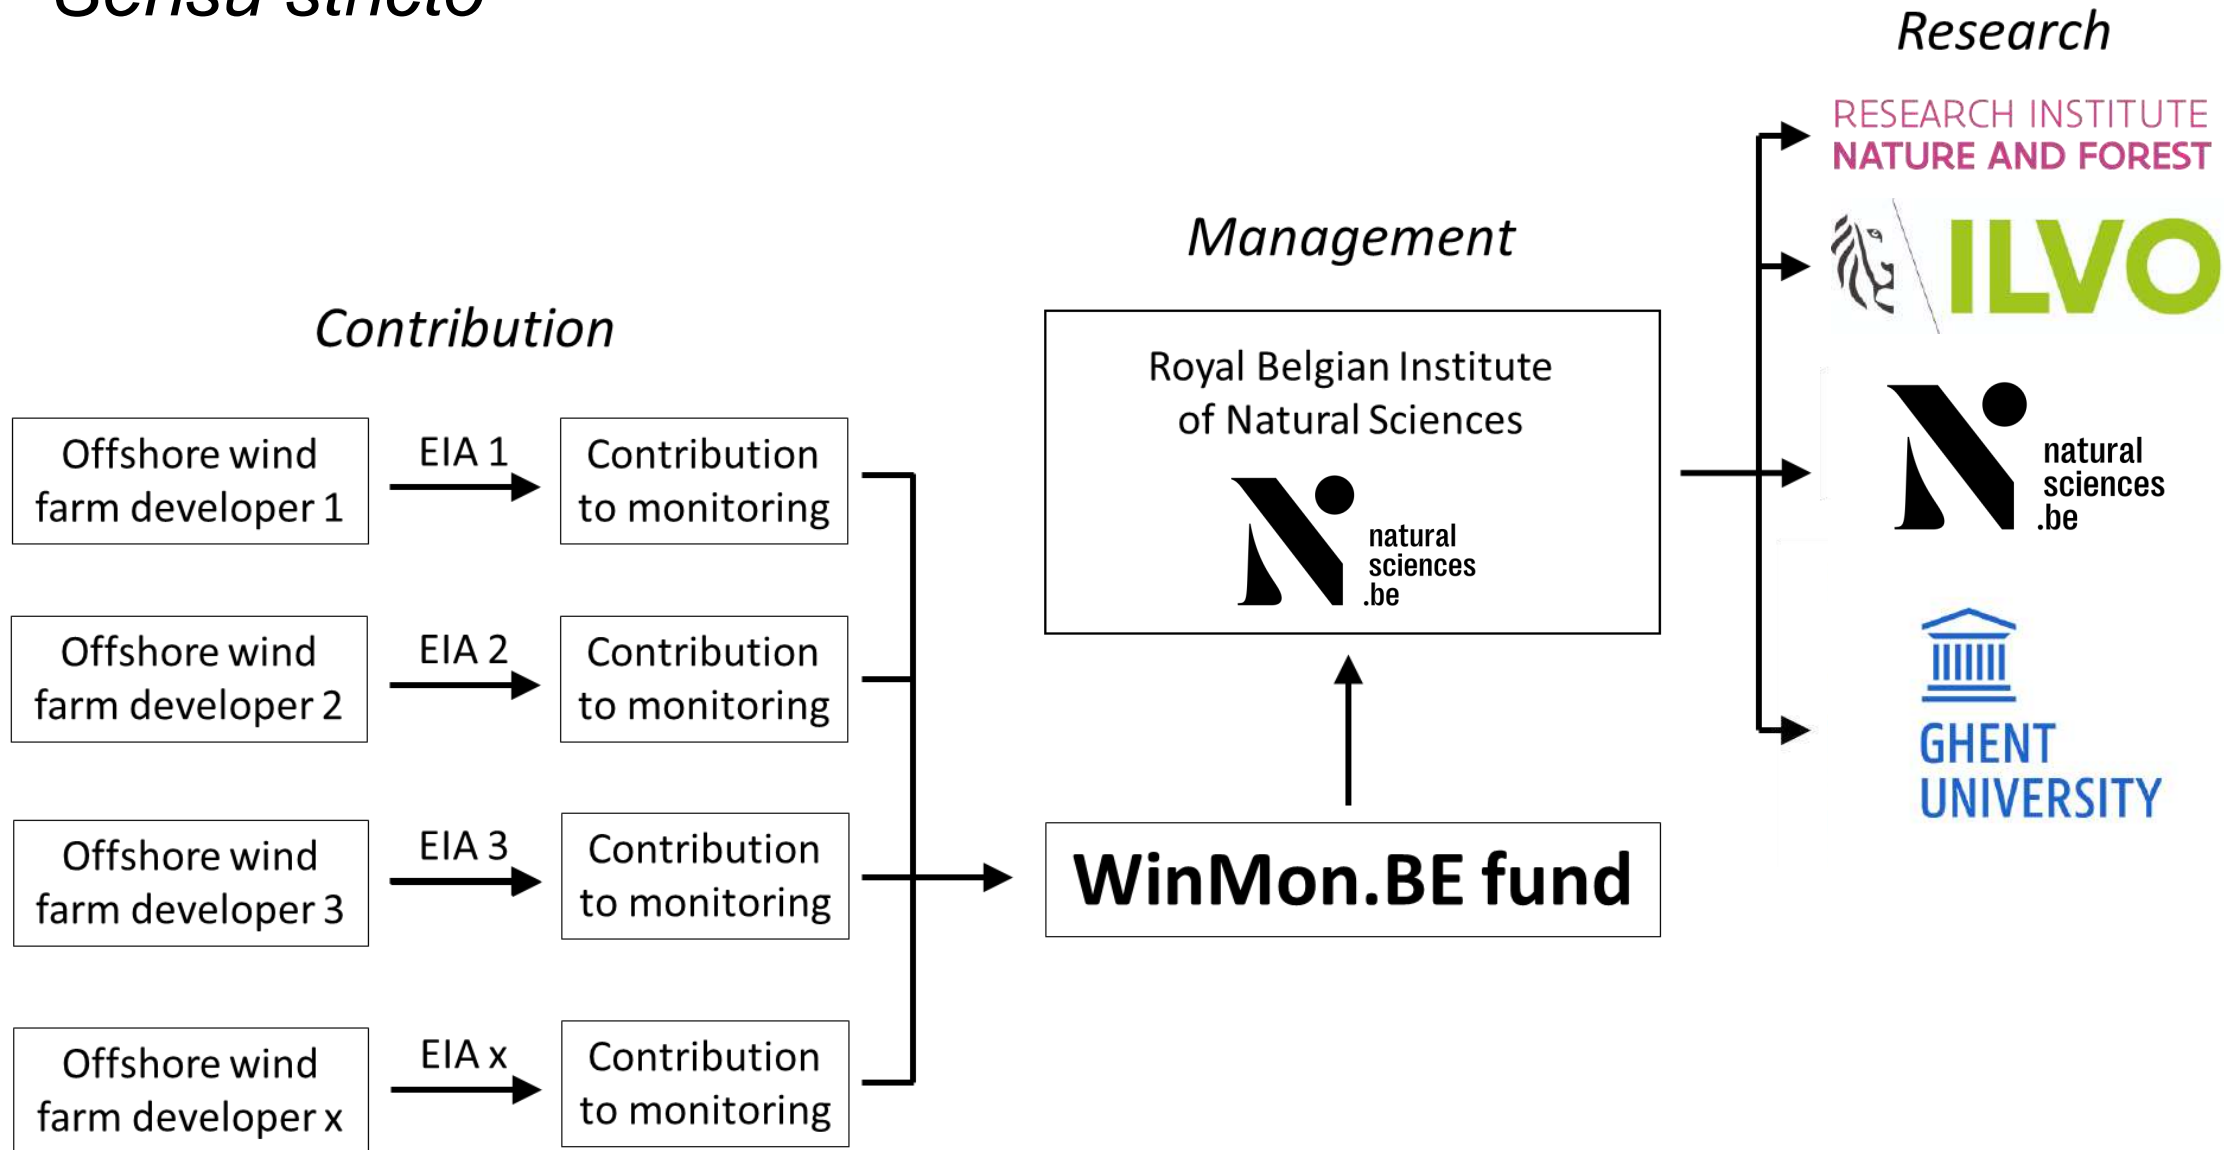 Sensu stricto
Research
RESEARCH INSTITUTE
NATURE AND FOREST
ILVO
natural
sciences
.be
GHENT
UNIVERSITY
Management
Royal Belgian Institute
of Natural Sciences
natural
sciences
.be
WinMon.BE fund
Contribution
Offshore wind
farm developer 1
EIA 1
Contribution
to monitoring
Offshore wind
farm developer 2
EIA 2
Contribution
to monitoring
Offshore wind
farm developer 3
EIA 3
Contribution
to monitoring
Offshore wind
farm developer x
EIA x
Contribution
to monitoring